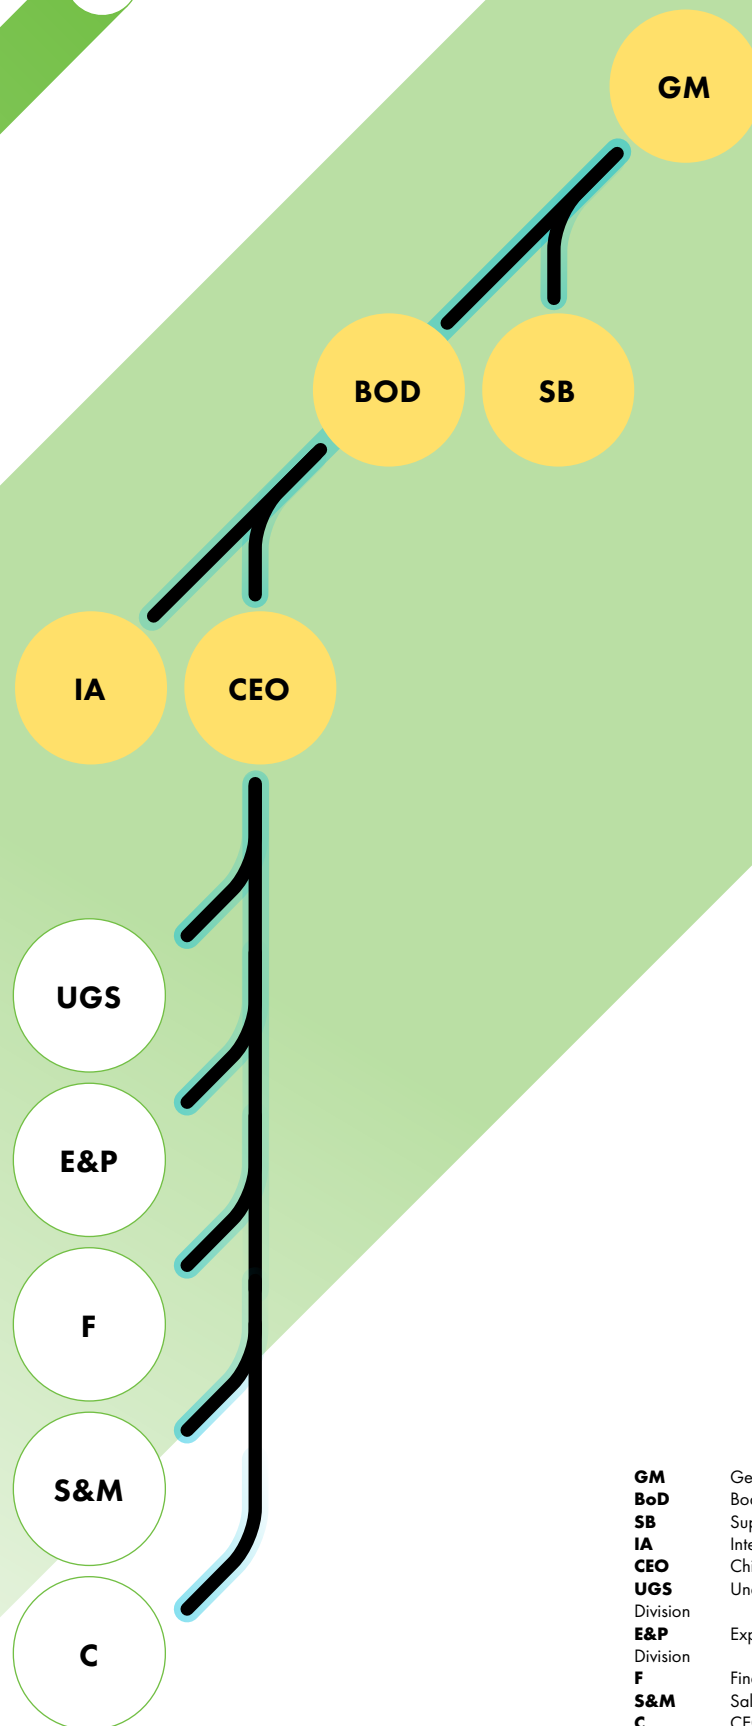 GM
BOD SB
IA CEO
UGS
E&P
F
S&M
C
GM
BoD
SB
IA
CEO
UGS
Division
E&P
Division
F
S&M
C